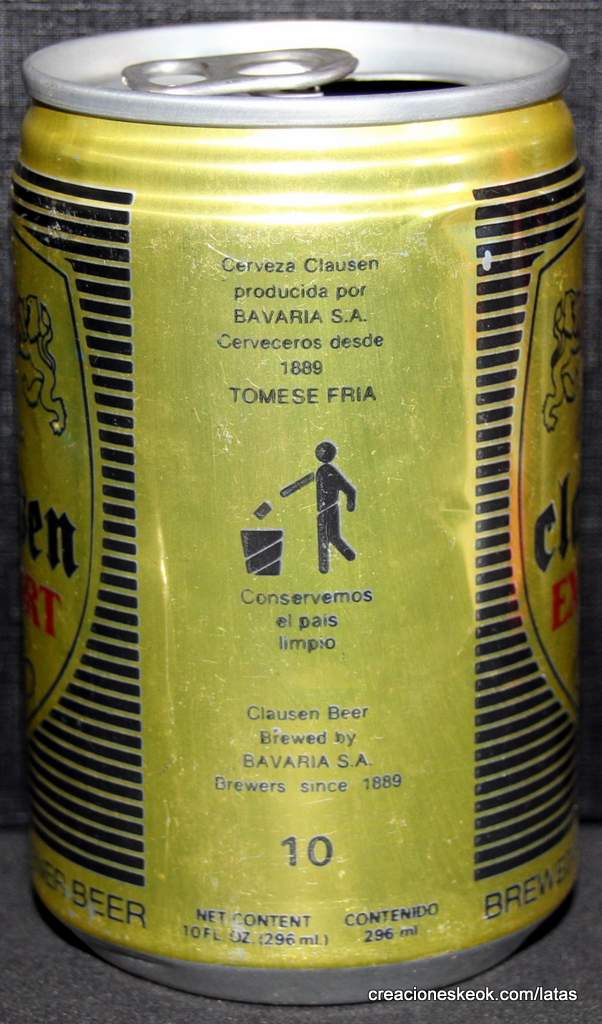 Cerveza Clausen
producida por
BAVARIA S.A.
Cerveceros desde
1889
TOMESE FRIA
Conservemos
el pais
limpio
Clausen Beer
Brewed by
BAVARIA S.A.
Brewers since 1889
10
NET CONTENT
10 FL. OZ. (296 ml.)
CONTENIDO
296 ml
BEER
creacioneskeok.com/latas